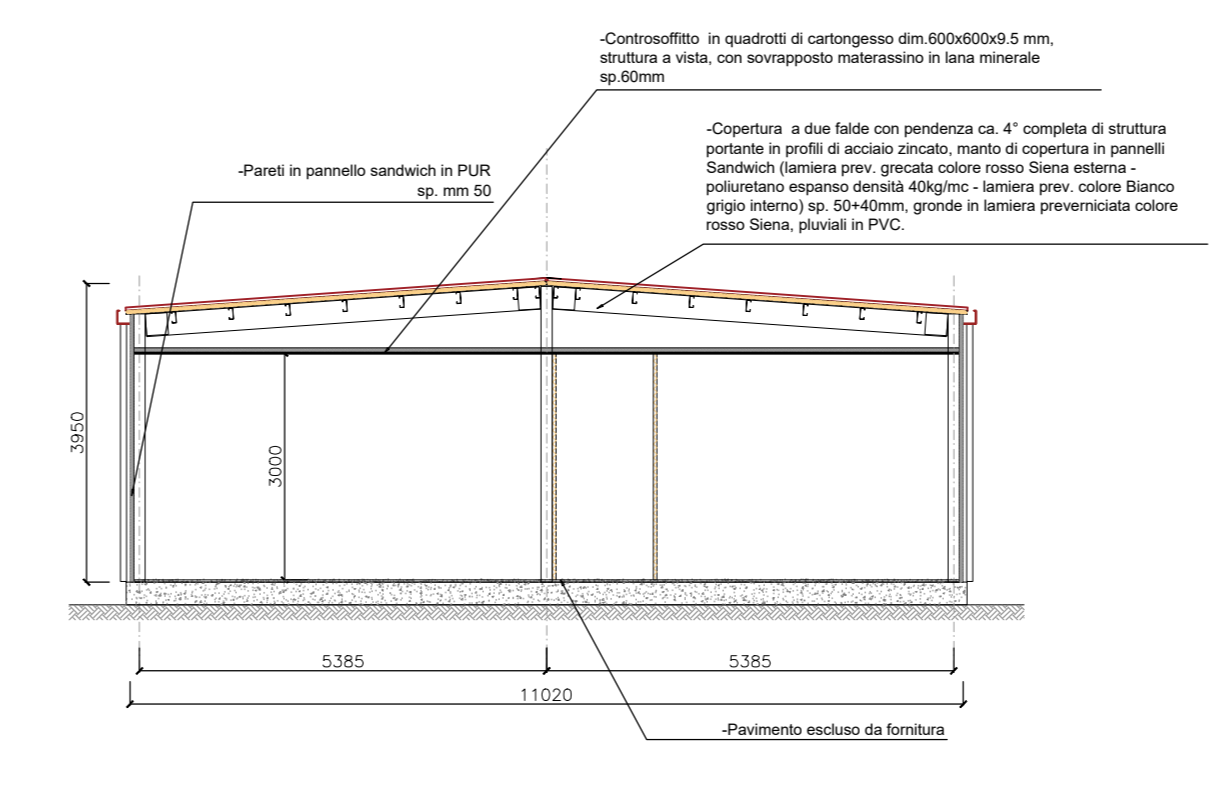 -Controsoffitto  in quadrotti di cartongesso dim.600x600x9.5 mm,
struttura a vista, con sovrapposto materassino in lana minerale
sp.60mm
-Copertura  a due falde con pendenza ca. 4° completa di struttura
portante in profili di acciaio zincato, manto di copertura in pannelli
Sandwich (lamiera prev. grecata colore rosso Siena esterna -
poliuretano espanso densità 40kg/mc - lamiera prev. colore Bianco
grigio interno) sp. 50+40mm, gronde in lamiera preverniciata colore
rosso Siena, pluviali in PVC.
-Pareti in pannello sandwich in PUR
sp. mm 50
3950
3000
5385
5385
11020
-Pavimento escluso da fornitura